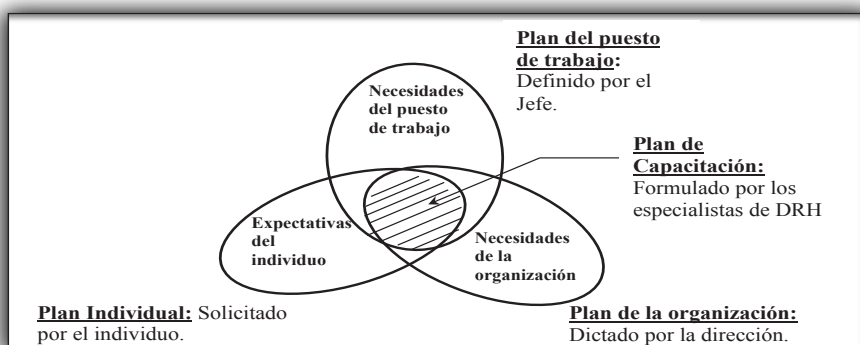 Plan del puesto
de trabajo:
Definido por el
Jefe.
Necesidades
del puesto
de trabajo
Plan de
Capacitación:
Formulado por los
especialistas de DRH
Expectativas
del
individuo
Necesidades
de la
organización
Plan Individual: Solicitado
por el individuo.
Plan de la organización:
Dictado por la dirección.